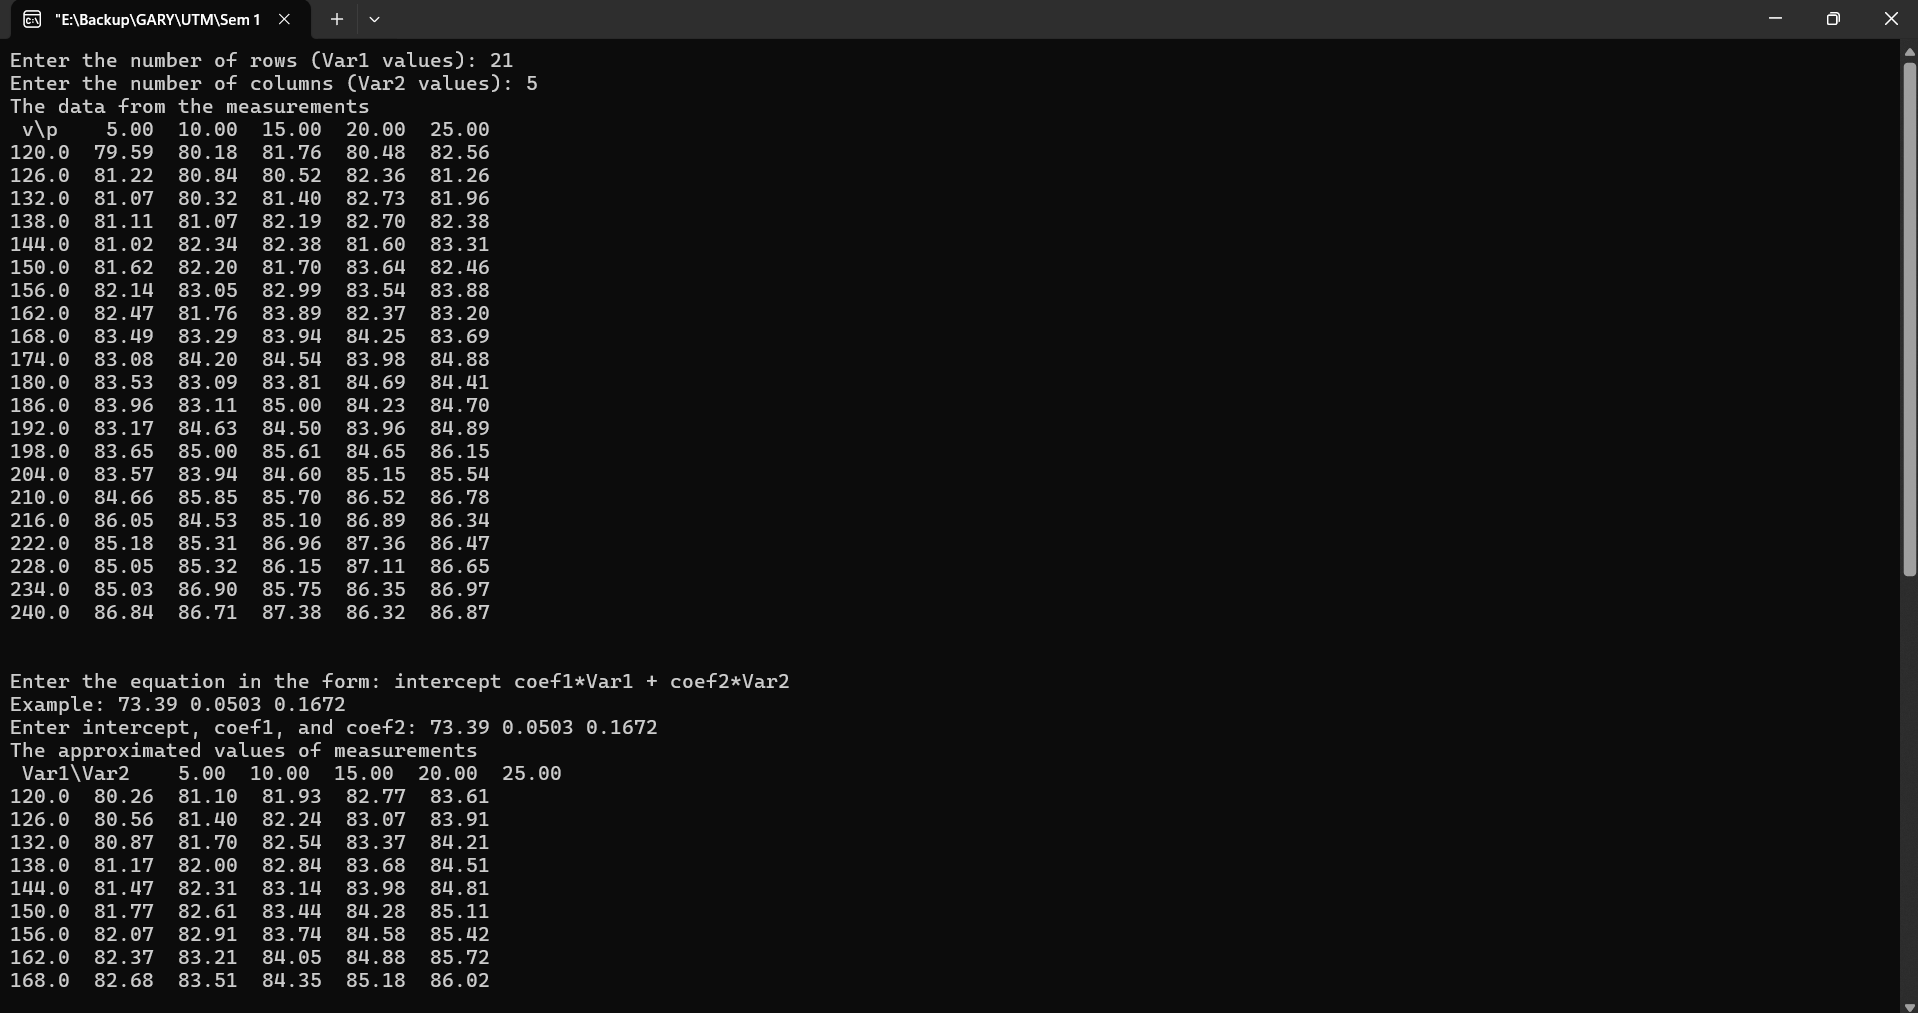 "E:\Backup\GARY\UTM\Sem 1
Enter the number of rows (Var1 values): 21
Enter the number of columns (Var2 values): 5
The data from the measurements
 v\p    5.00  10.00  15.00  20.00  25.00
120.0  79.59  80.18  81.76  80.48  82.56
126.0  81.22  80.84  80.52  82.36  81.26
132.0  81.07  80.32  81.40  82.73  81.96
138.0  81.11  81.07  82.19  82.70  82.38
144.0  81.02  82.34  82.38  81.60  83.31
150.0  81.62  82.20  81.70  83.64  82.46
156.0  82.14  83.05  82.99  83.54  83.88
162.0  82.47  81.76  83.89  82.37  83.20
168.0  83.49  83.29  83.94  84.25  83.69
174.0  83.08  84.20  84.54  83.98  84.88
180.0  83.53  83.09  83.81  84.69  84.41
186.0  83.96  83.11  85.00  84.23  84.70
192.0  83.17  84.63  84.50  83.96  84.89
198.0  83.65  85.00  85.61  84.65  86.15
204.0  83.57  83.94  84.60  85.15  85.54
210.0  84.66  85.85  85.70  86.52  86.78
216.0  86.05  84.53  85.10  86.89  86.34
222.0  85.18  85.31  86.96  87.36  86.47
228.0  85.05  85.32  86.15  87.11  86.65
234.0  85.03  86.90  85.75  86.35  86.97
240.0  86.84  86.71  87.38  86.32  86.87
Enter the equation in the form: intercept coef1*Var1 + coef2*Var2
Example: 73.39 0.0503 0.1672
Enter intercept, coef1, and coef2: 73.39 0.0503 0.1672
The approximated values of measurements
 Var1\Var2    5.00  10.00  15.00  20.00  25.00
120.0  80.26  81.10  81.93  82.77  83.61
126.0  80.56  81.40  82.24  83.07  83.91
132.0  80.87  81.70  82.54  83.37  84.21
138.0  81.17  82.00  82.84  83.68  84.51
144.0  81.47  82.31  83.14  83.98  84.81
150.0  81.77  82.61  83.44  84.28  85.11
156.0  82.07  82.91  83.74  84.58  85.42
162.0  82.37  83.21  84.05  84.88  85.72
168.0  82.68  83.51  84.35  85.18  86.02